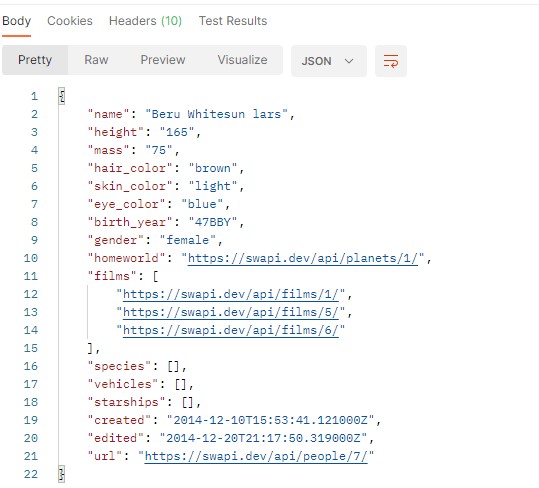 Body Cookies Headers (10) Test Results
Pretty Raw Preview Visualize JSON
1 {
2 "name": "Beru Whitesun lars",
3 "height": "165",
4 "mass": "75",
5 "hair_color": "brown",
6 "skin_color": "light",
7 "eye_color": "blue",
8 "birth_year": "47BBY",
9 "gender": "female",
10 "homeworld": "https://swapi.dev/api/planets/1/",
11 "films": [
12 "https://swapi.dev/api/films/1/",
13 "https://swapi.dev/api/films/5/",
14 "https://swapi.dev/api/films/6/"
15 ],
16 "species": [],
17 "vehicles": [],
18 "starships": [],
19 "created": "2014-12-10T15:53:41.121000Z",
20 "edited": "2014-12-20T21:17:50.319000Z",
21 "url": "https://swapi.dev/api/people/7/"
22 }